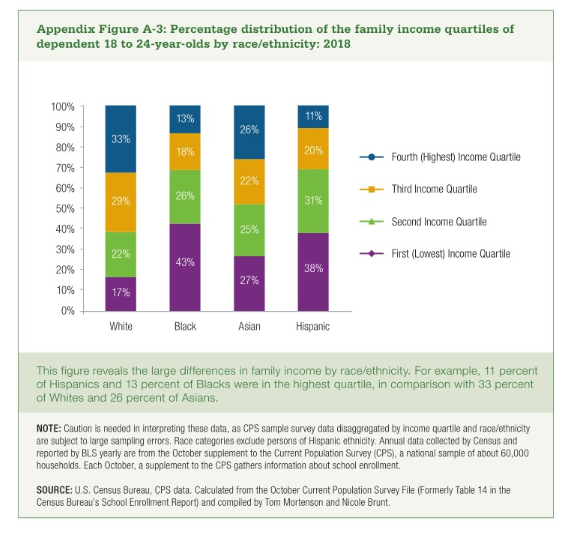 Appendix Figure A-3: Percentage distribution of the family income quartiles of
dependent 18 to 24-year-olds by race/ethnicity: 2018
100%
90%
80%
70%
60%
50%
40%
30%
20%
10%
0%
33%
29%
22%
17%
13%
18%
26%
43%
26%
22%
25%
27%
11%
20%
31%
38%
White
Black
Asian
Hispanic
Fourth (Highest) Income Quartile
Third Income Quartile
Second Income Quartile
First (Lowest) Income Quartile
This figure reveals the large differences in family income by race/ethnicity. For example, 11 percent
of Hispanics and 13 percent of Blacks were in the highest quartile, in comparison with 33 percent
of Whites and 26 percent of Asians.
NOTE: Caution is needed in interpreting these data, as CPS sample survey data disaggregated by income quartile and race/ethnicity
are subject to large sampling errors. Race categories exclude persons of Hispanic ethnicity. Annual data collected by Census and
reported by BLS yearly are from the October supplement to the Current Population Survey (CPS), a national sample of about 60,000
households. Each October, a supplement to the CPS gathers information about school enrollment.
SOURCE: U.S. Census Bureau, CPS data. Calculated from the October Current Population Survey File (Formerly Table 14 in the
Census Bureau's School Enrollment Report) and compiled by Tom Mortenson and Nicole Brunt.